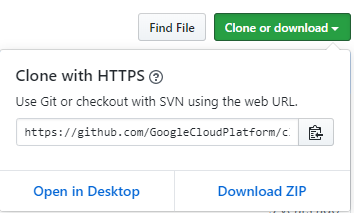 Find File
Clone or download
Clone with HTTPS
Use Git or checkout with SVN using the web URL.
https://github.com/GoogleCloudPlatform/c
Open in Desktop
Download ZIP